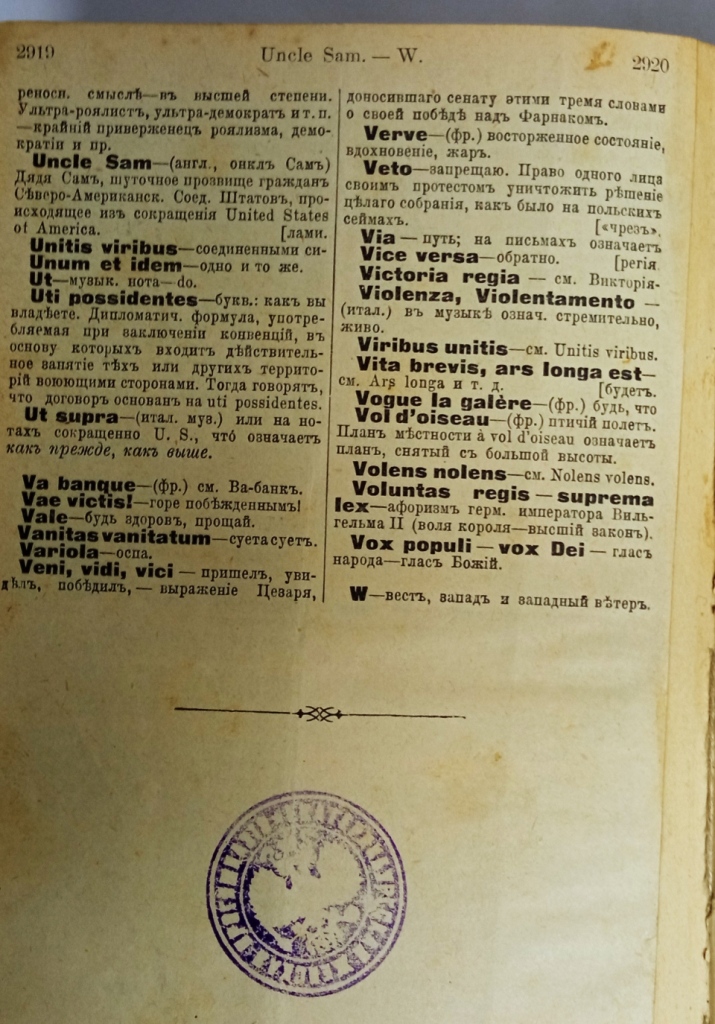 2919
Uncle Sam. — W.
2920
реносн. смыслѣ—въ высшей степени.
Ультра-роялистъ, ультра-демократъ и т. п.
—крайній приверженецъ роялизма, демо-
кратіи и пр.
Uncle Sam—(англ., онклъ Самъ)
Дядя Самъ, шуточное прозвище гражданъ
Сѣверо-Американск. Соед. Штатовъ, про-
исходящее изъ сокращенія United States
of America. [лами.
Unitis viribus—соединенными си-
Unum et idem—одно и то же.
Ut—музык. нота—do.
Uti possidentes—букв.: какъ вы
владѣете. Дипломатич. формула, употре-
бляемая при заключеніи конвенцій, въ
основу которыхъ входитъ дѣйствитель-
ное занятіе тѣхъ или другихъ террито-
рій воюющими сторонами. Тогда говорятъ,
что договоръ основанъ на uti possidentes.
Ut supra—(итал. муз.) или на но-
тахъ сокращенно U. S., что́ означаетъ
какъ прежде, какъ выше.
Va banque—(фр.) см. Ва-банкъ.
Vae victis!—горе побѣжденнымъ!
Vale—будь здоровъ, прощай.
Vanitas vanitatum—суета суетъ.
Variola—оспа.
Veni, vidi, vici — пришелъ, уви-
дѣлъ, побѣдилъ, — выраженіе Цезаря,
доносившаго сенату этими тремя словами
о своей побѣдѣ надъ Фарнакомъ.
Verve—(фр.) восторженное состояніе,
вдохновеніе, жаръ.
Veto—запрещаю. Право одного лица
своимъ протестомъ уничтожить рѣшеніе
цѣлаго собранія, какъ было на польскихъ
сеймахъ. [«чрезъ».
Via — путь; на письмахъ означаетъ
Vice versa—обратно. [регія
Victoria regia — см. Викторія-
Violenza, Violentamento —
(итал.) въ музыкѣ означ. стремительно,
живо.
Viribus unitis—см. Unitis viribus.
Vita brevis, ars longa est—
см. Ars longa и т. д. [будетъ.
Vogue la galère—(фр.) будь, что
Vol d'oiseau—(фр.) птичій полетъ.
Планъ мѣстности à vol d'oiseau означаетъ
планъ, снятый съ большой высоты.
Volens nolens—см. Nolens volens.
Voluntas regis — suprema
lex—афоризмъ герм. императора Виль-
гельма II (воля короля—высшій законъ).
Vox populi — vox Dei — гласъ
народа—гласъ Божій.
W—вестъ, западъ и западный вѣтеръ.